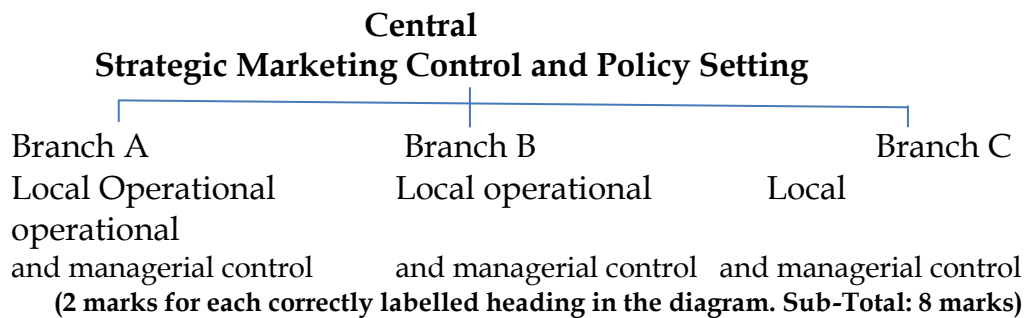 Central
Strategic Marketing Control and Policy Setting
Branch A Branch B Branch C
Local Operational Local operational Local
operational
and managerial control and managerial control and managerial control
(2 marks for each correctly labelled heading in the diagram. Sub-Total: 8 marks)